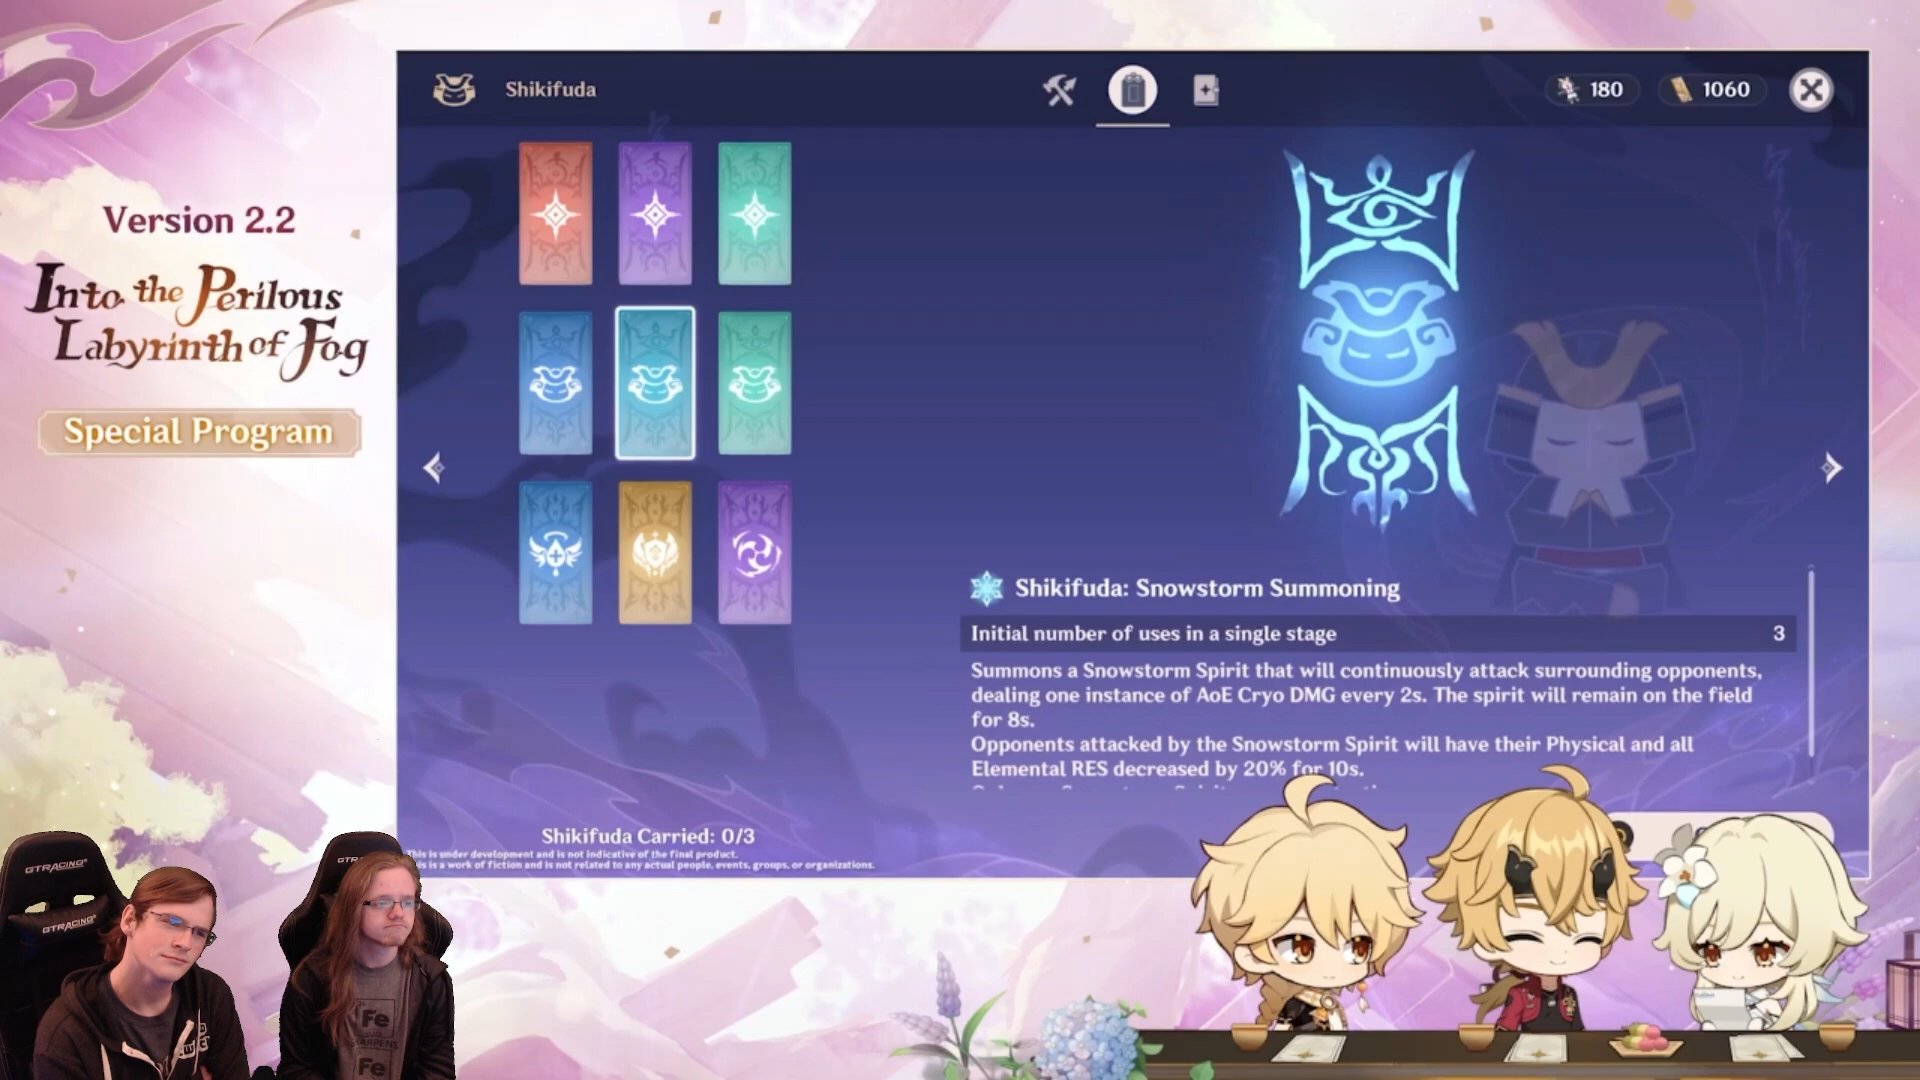 Version 2.2
Into the Perilous
Labyrinth of Fog
Special Program
Shikifuda
180
1060
Shikifuda: Snowstorm Summoning
Initial number of uses in a single stage
3
Summons a Snowstorm Spirit that will continuously attack surrounding opponents,
dealing one instance of AoE Cryo DMG every 2s. The spirit will remain on the field
for 8s.
Opponents attacked by the Snowstorm Spirit will have their Physical and all
Elemental RES decreased by 20% for 10s.
Shikifuda Carried: 0/3
This is under development and is not indicative of the final product.
is a work of fiction and is not related to any actual people, events, groups, or organizations.
GTRACING
GTRACING
GTR
Fe
Fe